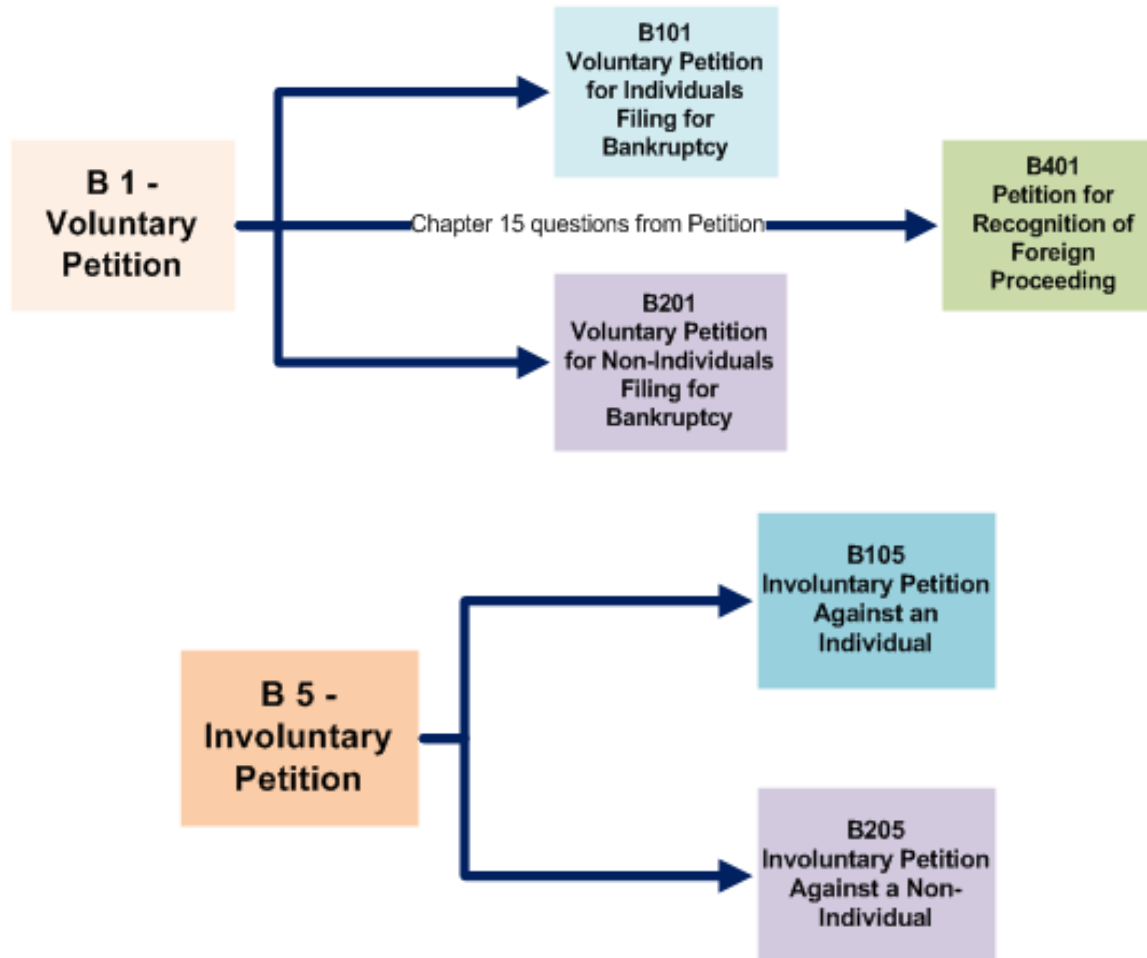 B101
Voluntary Petition
for Individuals
Filing for
Bankruptcy
B 1 -
Voluntary
Petition
Chapter 15 questions from Petition
B401
Petition for
Recognition of
Foreign
Proceeding
B201
Voluntary Petition
for Non-Individuals
Filing for
Bankruptcy
B105
Involuntary Petition
Against an
Individual
B 5 -
Involuntary
Petition
B205
Involuntary Petition
Against a Non-
Individual